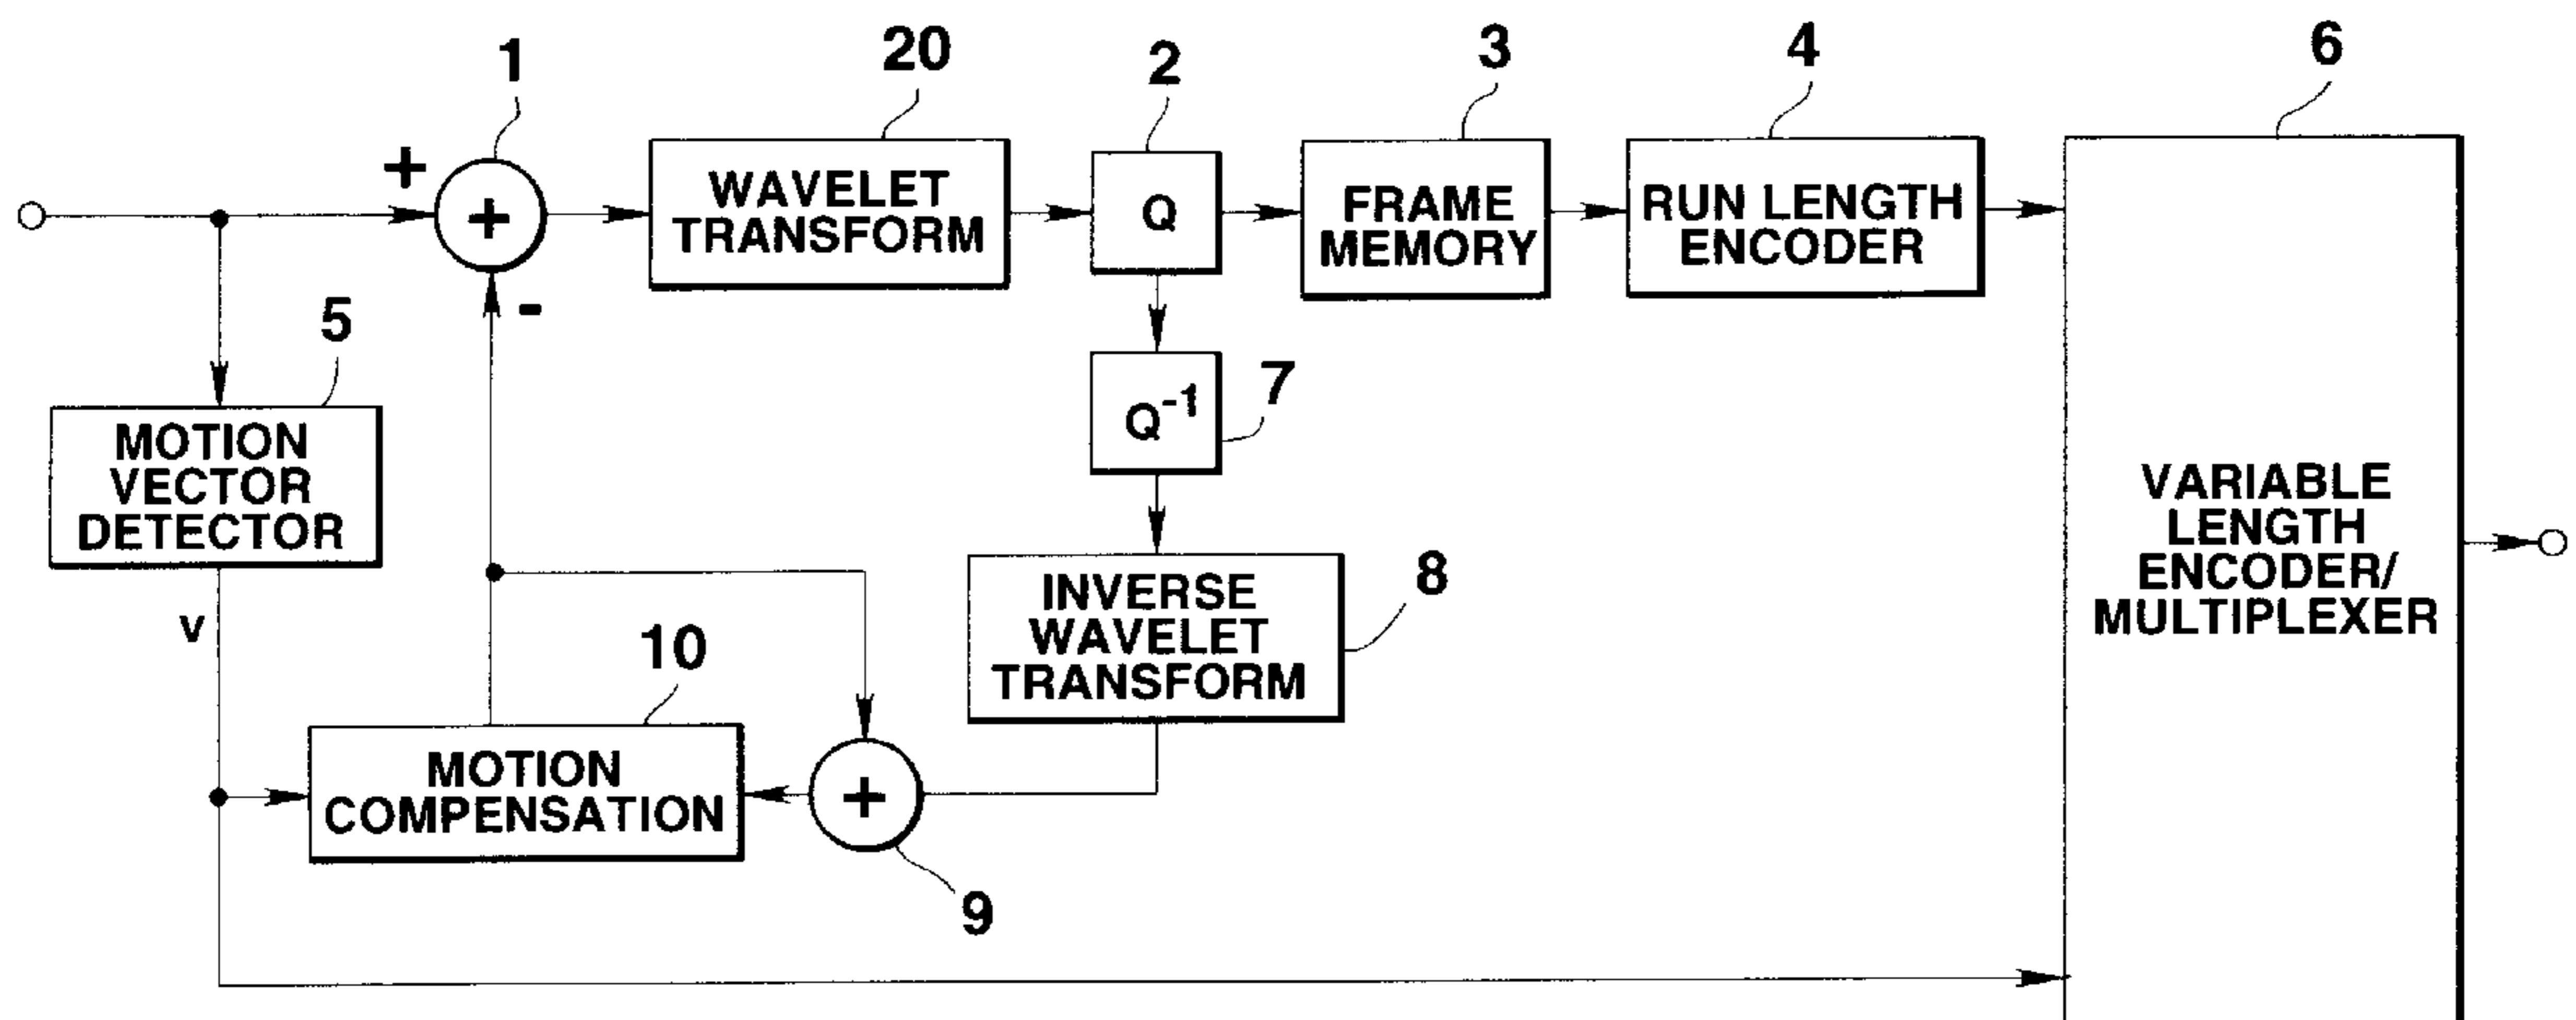 1
20
2
3
4
6
+
+
WAVELET
TRANSFORM
Q
FRAME
MEMORY
RUN LENGTH
ENCODER
-
5
MOTION
VECTOR
DETECTOR
Q-1
7
VARIABLE
LENGTH
ENCODER/
MULTIPLEXER
INVERSE
WAVELET
TRANSFORM
8
v
10
MOTION
COMPENSATION
+
9